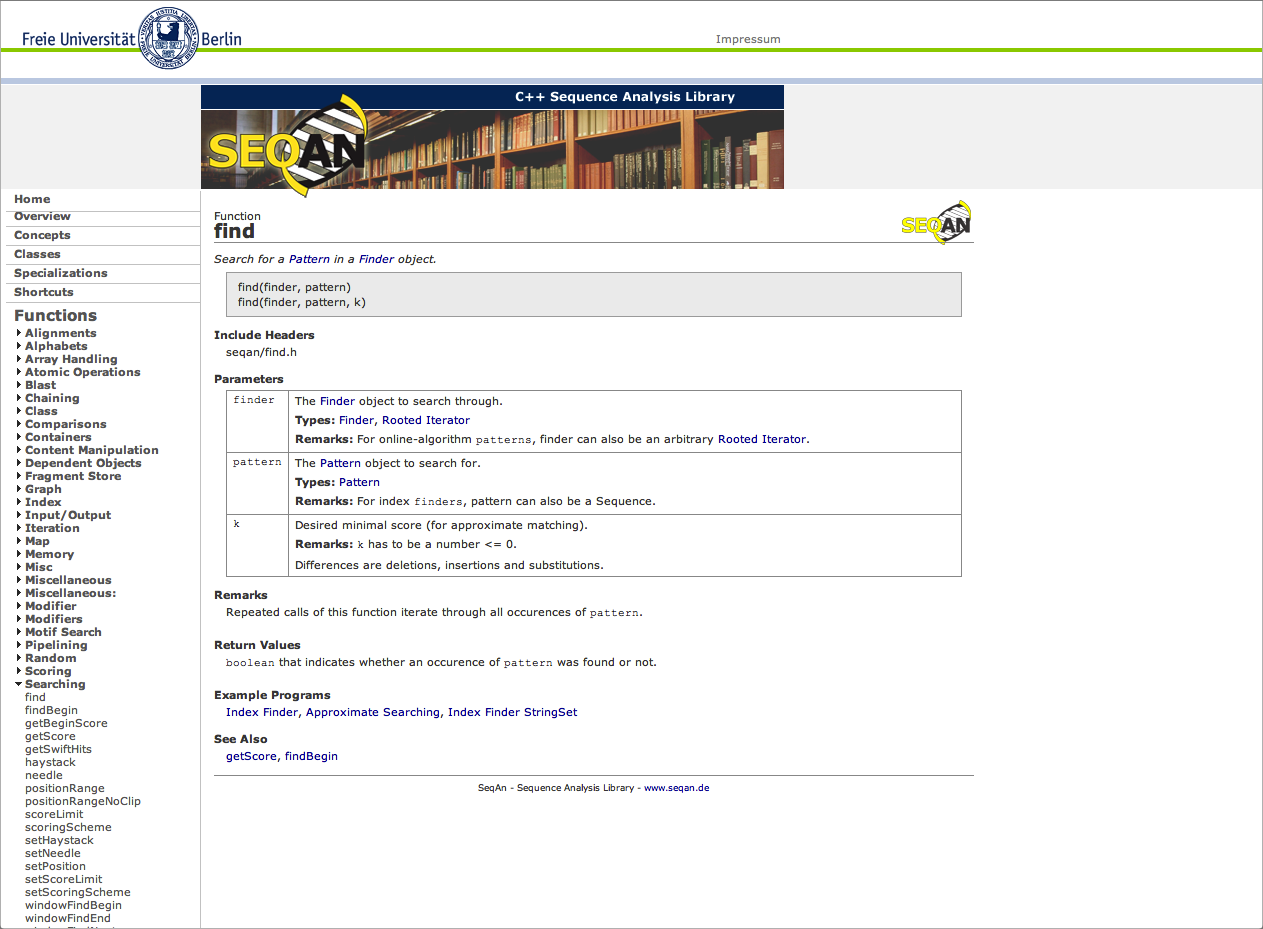 Freie Universität Berlin
Impressum
C++ Sequence Analysis Library
SEQAN
Home
Overview
Concepts
Classes
Specializations
Shortcuts
Functions
Alignments
Alphabets
Array Handling
Atomic Operations
Blast
Chaining
Class
Comparisons
Containers
Content Manipulation
Dependent Objects
Fragment Store
Graph
Index
Input/Output
Iteration
Map
Memory
Misc
Miscellaneous
Miscellaneous:
Modifier
Modifiers
Motif Search
Pipelining
Random
Scoring
Searching
find
findBegin
getBeginScore
getScore
getSwiftHits
haystack
needle
positionRange
positionRangeNoClip
scoreLimit
scoringScheme
setHaystack
setNeedle
setPosition
setScoreLimit
setScoringScheme
windowFindBegin
windowFindEnd
Function
find
SEQAN
Search for a Pattern in a Finder object.
find(finder, pattern)
find(finder, pattern, k)
Include Headers
seqan/find.h
Parameters
finder
The Finder object to search through.
Types: Finder, Rooted Iterator
Remarks: For online-algorithm patterns, finder can also be an arbitrary Rooted Iterator.
pattern
The Pattern object to search for.
Types: Pattern
Remarks: For index finders, pattern can also be a Sequence.
k
Desired minimal score (for approximate matching).
Remarks: k has to be a number <= 0.
Differences are deletions, insertions and substitutions.
Remarks
Repeated calls of this function iterate through all occurences of pattern.
Return Values
boolean that indicates whether an occurence of pattern was found or not.
Example Programs
Index Finder, Approximate Searching, Index Finder StringSet
See Also
getScore, findBegin
SeqAn - Sequence Analysis Library - www.seqan.de